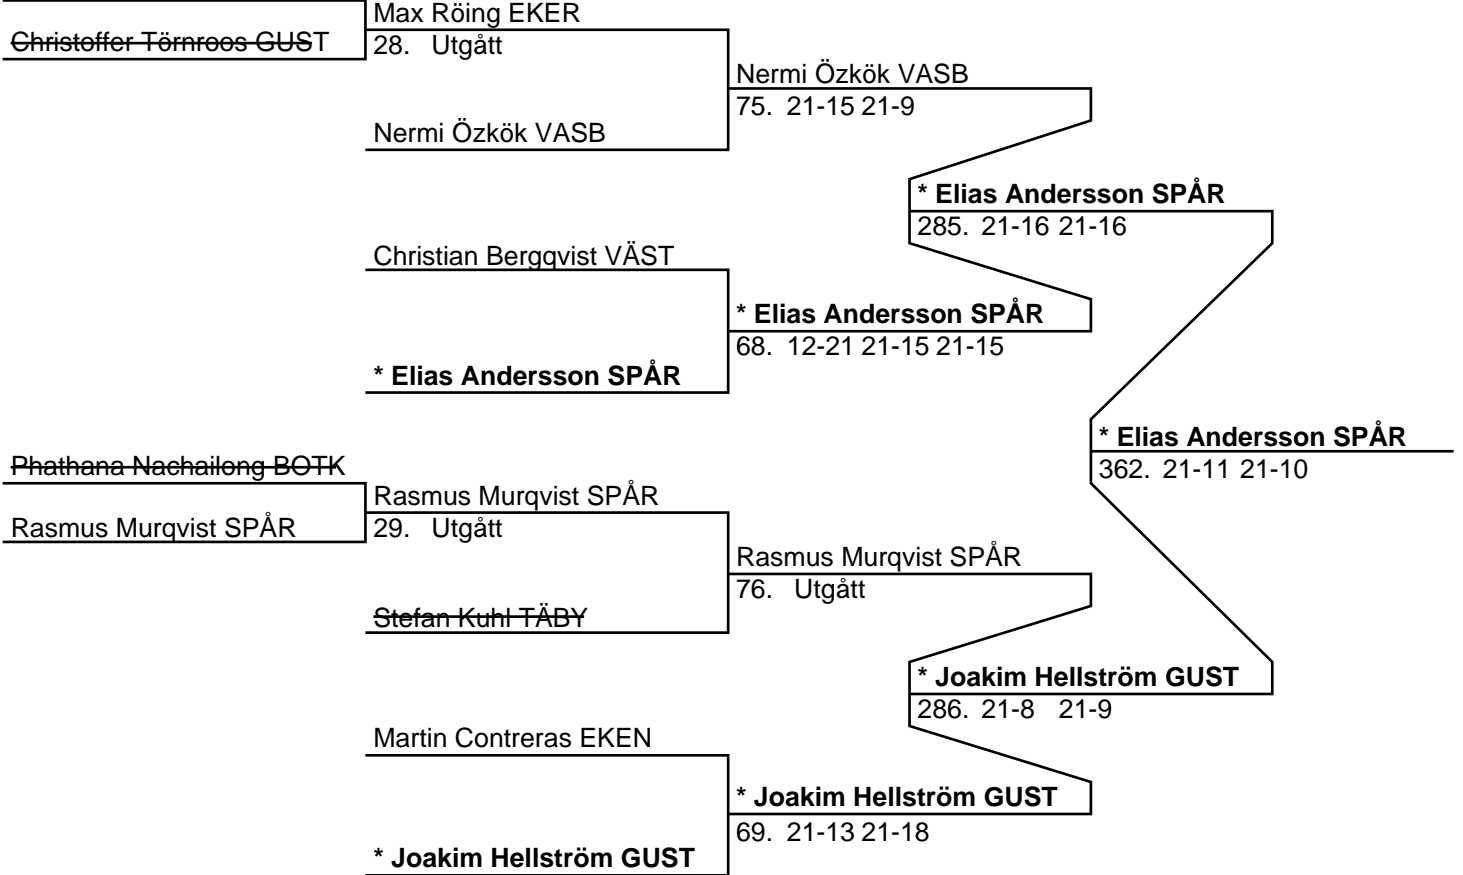 Max Röing EKER
Christoffer Törnroos GUST
28. Utgått
Nermi Özkök VASB
75. 21-15 21-9
Nermi Özkök VASB
* Elias Andersson SPÅR
285. 21-16 21-16
Christian Bergqvist VÄST
* Elias Andersson SPÅR
68. 12-21 21-15 21-15
* Elias Andersson SPÅR
* Elias Andersson SPÅR
362. 21-11 21-10
Phathana Nachailong BOTK
Rasmus Murqvist SPÅR
Rasmus Murqvist SPÅR
29. Utgått
Rasmus Murqvist SPÅR
76. Utgått
Stefan Kuhl TÄBY
* Joakim Hellström GUST
286. 21-8 21-9
Martin Contreras EKEN
* Joakim Hellström GUST
69. 21-13 21-18
* Joakim Hellström GUST